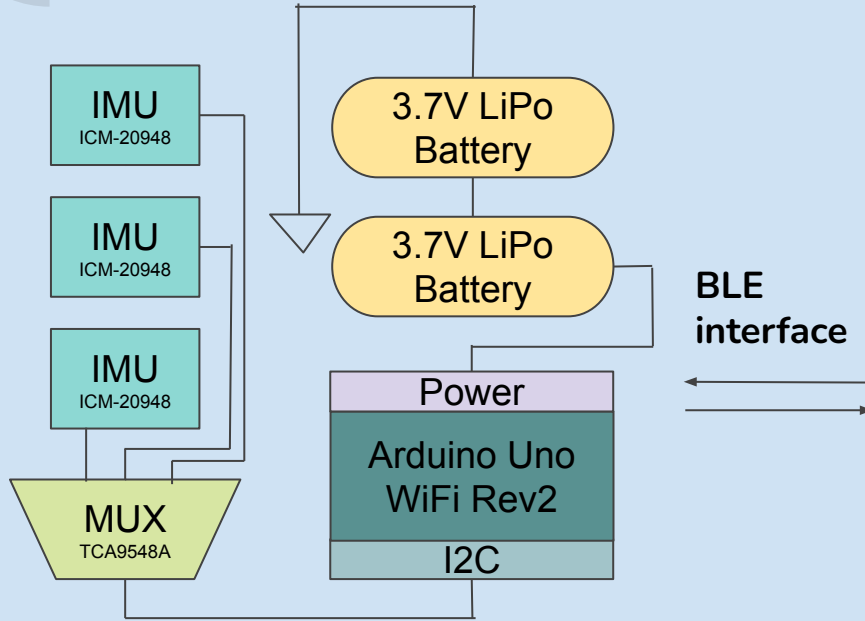 IMU
ICM-20948
IMU
ICM-20948
IMU
ICM-20948
MUX
TCA9548A
3.7V LiPo
Battery
3.7V LiPo
Battery
Power
Arduino Uno
WiFi Rev2
I2C
BLE
interface